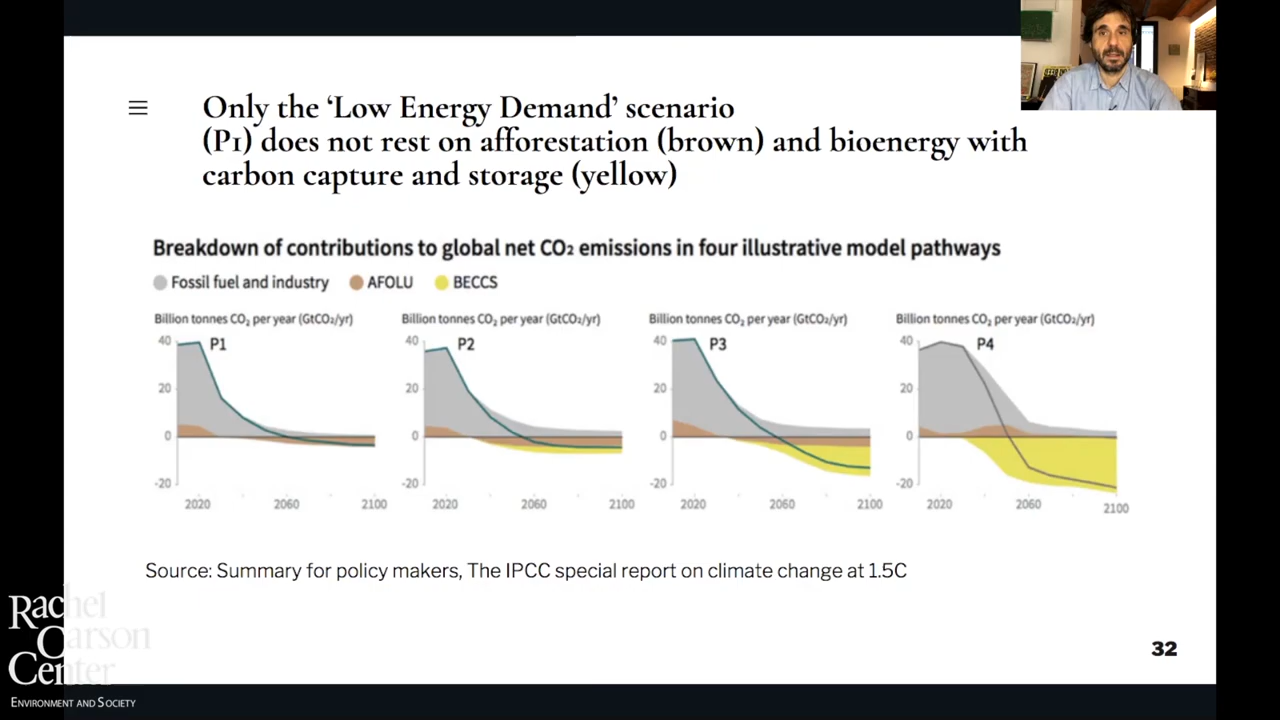 Only the ‘Low Energy Demand’ scenario
(P1) does not rest on afforestation (brown) and bioenergy with
carbon capture and storage (yellow)
Breakdown of contributions to global net CO₂ emissions in four illustrative model pathways
Fossil fuel and industry AFOLU BECCS
Billion tonnes CO₂ per year (GtCO₂/yr) Billion tonnes CO₂ per year (GtCO₂/yr) Billion tonnes CO₂ per year (GtCO₂/yr) Billion tonnes CO₂ per year (GtCO₂/yr)
40 P1 40 P2 40 P3 40 P4
20 20 20 20
0 0 0 0
-20 -20 -20 -20
2020 2060 2100 2020 2060 2100 2020 2060 2100 2020 2060 2100
Source: Summary for policy makers, The IPCC special report on climate change at 1.5C
Rachel
Carson
Center
ENVIRONMENT AND SOCIETY
32